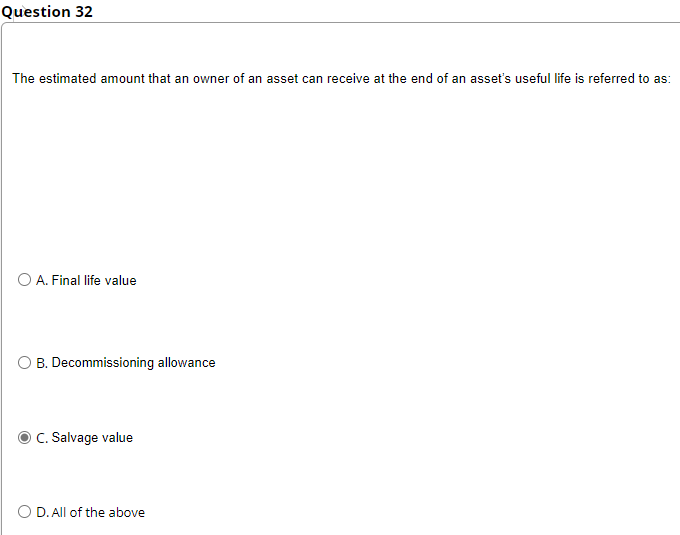 Question 32
The estimated amount that an owner of an asset can receive at the end of an asset's useful life is referred to as:
A. Final life value
B. Decommissioning allowance
C. Salvage value
D. All of the above